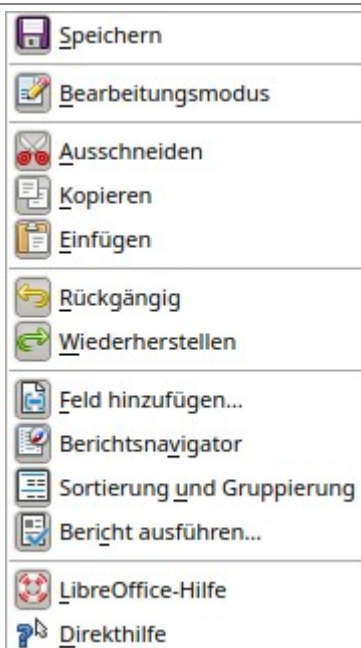 Speichern
Bearbeitungsmodus
Ausschneiden
Kopieren
Einfügen
Rückgängig
Wiederherstellen
Feld hinzufügen...
Berichtsnavigator
Sortierung und Gruppierung
Bericht ausführen...
LibreOffice-Hilfe
Direkthilfe